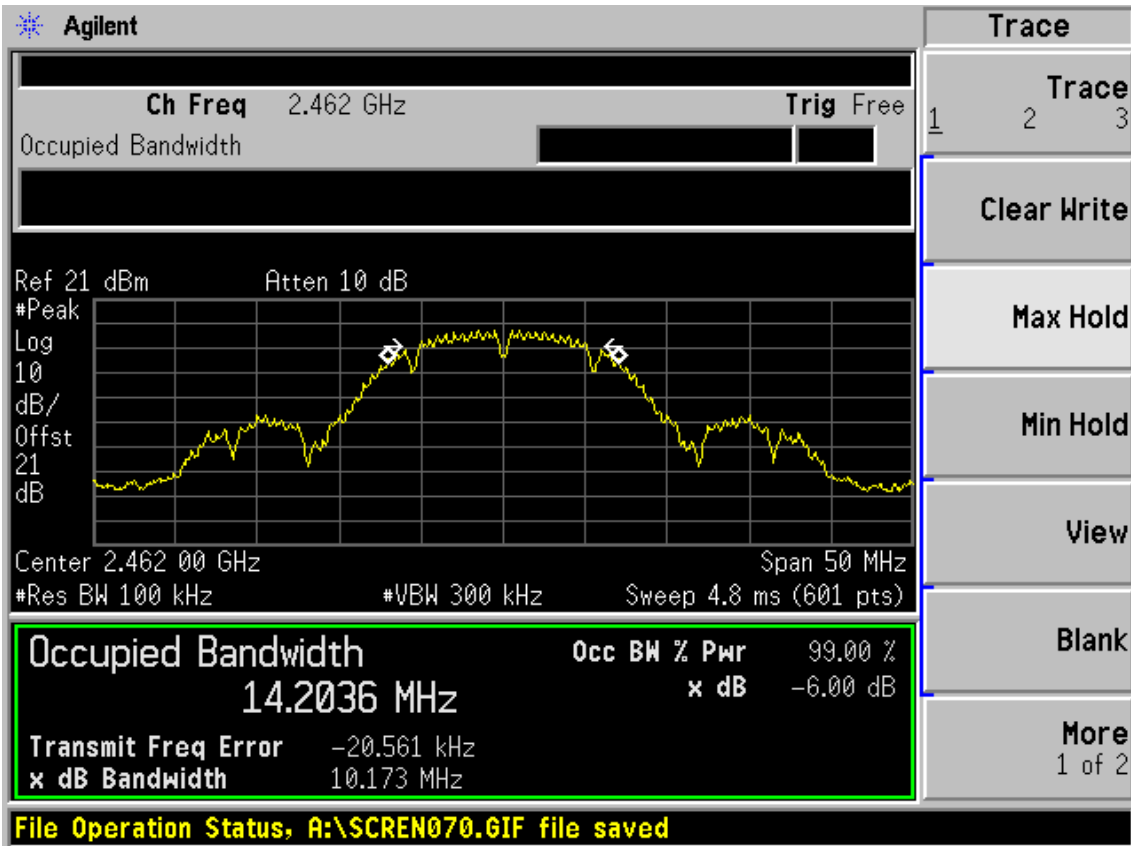 Agilent
Trace
Ch Freq 2.462 GHz Trig Free
Occupied Bandwidth
Trace
1 2 3
Clear Write
Max Hold
Min Hold
View
Blank
More
1 of 2
Ref 21 dBm Atten 10 dB
#Peak
Log
10
dB/
Offst
21
dB
Center 2.462 00 GHz Span 50 MHz
#Res BW 100 kHz #VBW 300 kHz Sweep 4.8 ms (601 pts)
Occupied Bandwidth Occ BW % Pwr 99.00 %
14.2036 MHz x dB -6.00 dB
Transmit Freq Error -20.561 kHz
x dB Bandwidth 10.173 MHz
File Operation Status, A:\SCREN070.GIF file saved